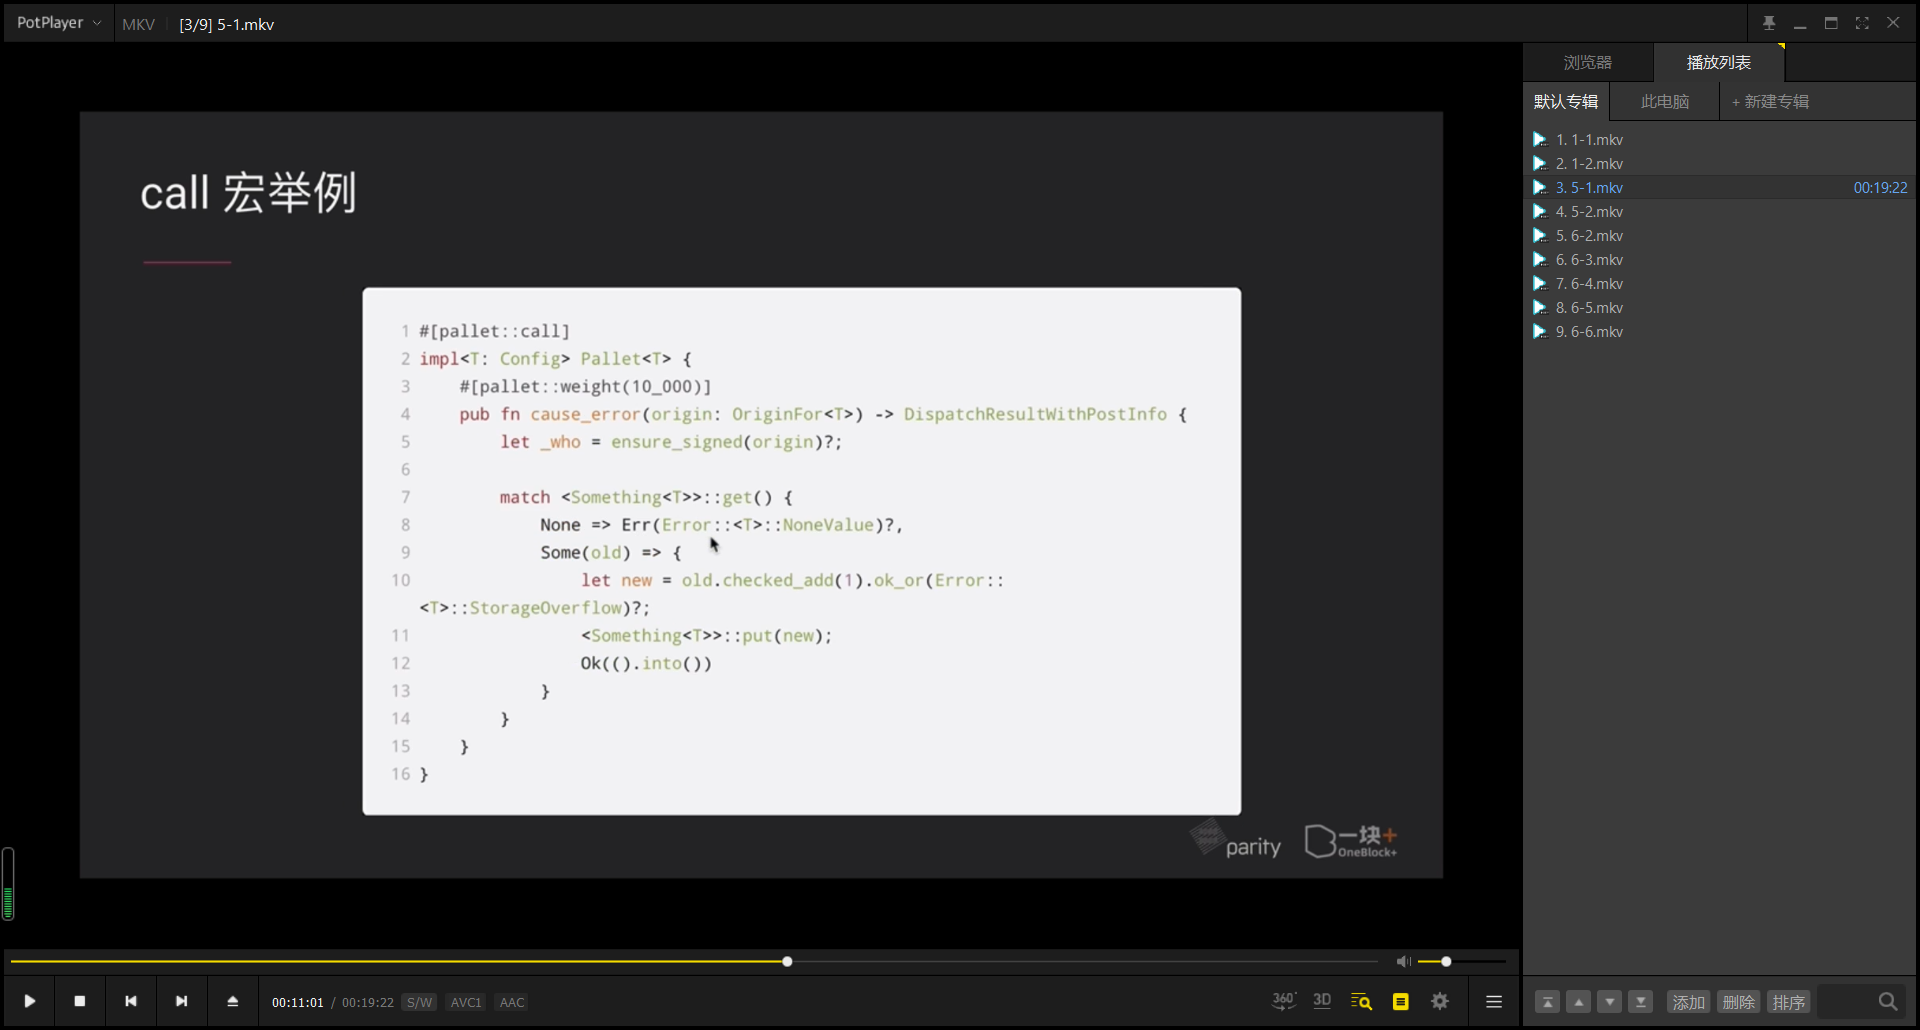 PotPlayer
MKV
[3/9] 5-1.mkv
浏览器
播放列表
默认专辑
此电脑
+ 新建专辑
1. 1-1.mkv
2. 1-2.mkv
3. 5-1.mkv 00:19:22
4. 5-2.mkv
5. 6-2.mkv
6. 6-3.mkv
7. 6-4.mkv
8. 6-5.mkv
9. 6-6.mkv
call 宏举例
1 #[pallet::call]
2 impl<T: Config> Pallet<T> {
3     #[pallet::weight(10_000)]
4     pub fn cause_error(origin: OriginFor<T>) -> DispatchResultWithPostInfo {
5         let _who = ensure_signed(origin)?;
6
7         match <Something<T>>::get() {
8             None => Err(Error::<T>::NoneValue)?,
9             Some(old) => {
10                 let new = old.checked_add(1).ok_or(Error::
<T>::StorageOverflow)?;
11                 <Something<T>>::put(new);
12                 Ok(().into())
13             }
14         }
15     }
16 }
parity
一块+
OneBlock+
00:11:01 / 00:19:22 S/W AVC1 AAC
360°
3D
添加
删除
排序